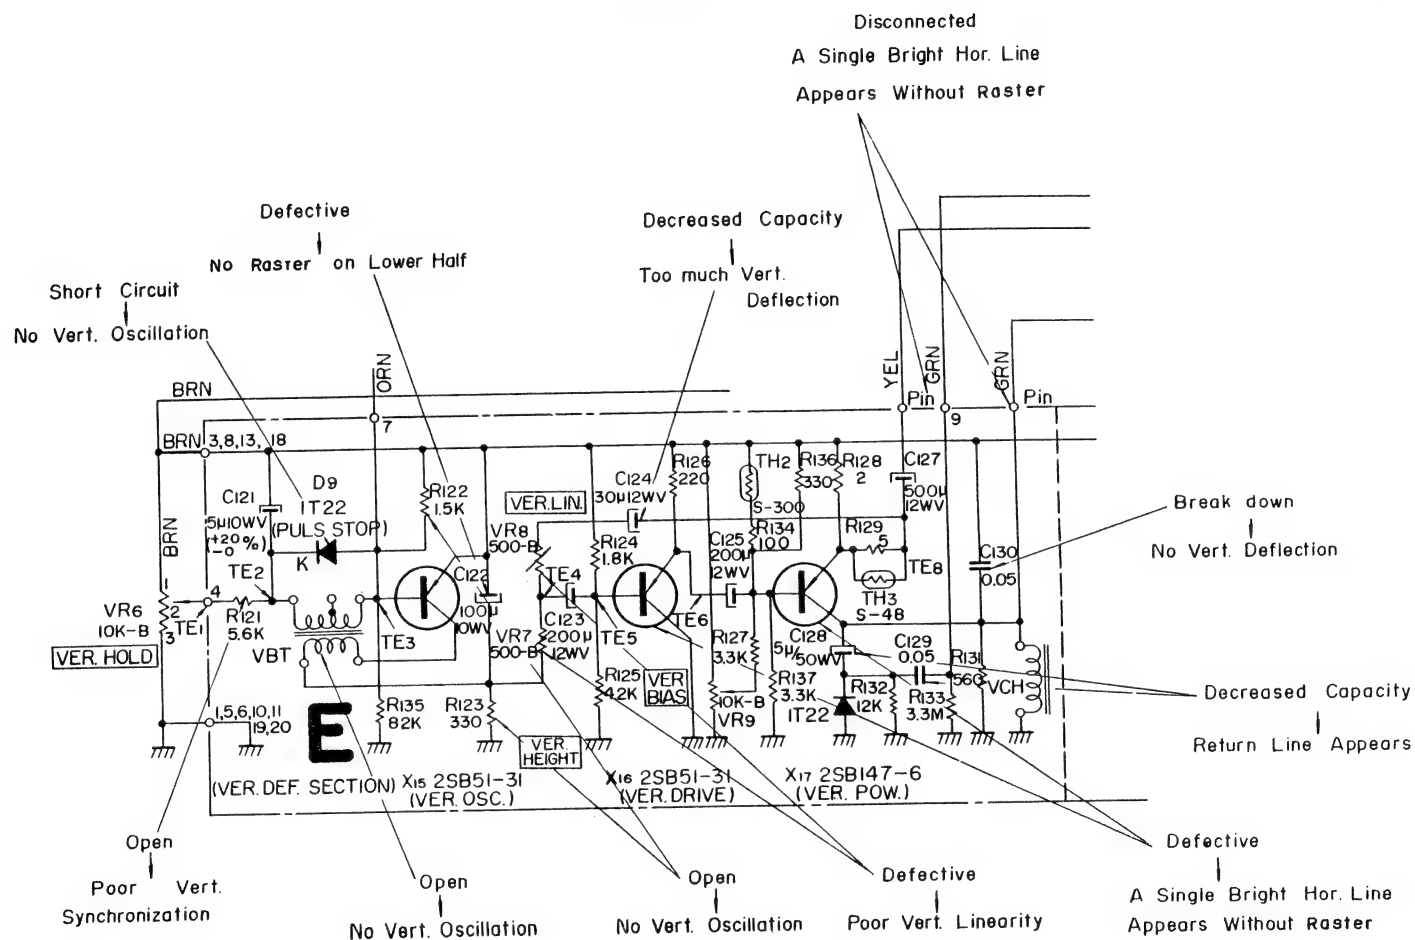 Disconnected
A Single Bright Hor. Line
Appears Without Raster
Defective
No Raster on Lower Half
Decreased Capacity
Too much Vert.
Deflection
Short Circuit
No Vert. Oscillation
BRN
ORN
7
YEL
GRN
GRN
Pin
9
Pin
BRN
3,8,13, 18
D9
1T22
(PULS STOP)
K
C121
5μ10WV
(+20 %)
-0
BRN
R122
1.5K
VER.LIN.
C124
30μ12WV
R126
220
TH2
S-300
R136
330
R128
2
C127
500μ
12WV
Break down
No Vert. Deflection
VR8
500-B
R124
1.8K
C125
200μ
12WV
R134
100
R129
5
TE8
TH3
S-48
C130
0.05
TE2
4
1
2
3
VR6
10K-B
TE1
R121
5.6K
VER. HOLD
VBT
TE3
C122
100μ
10WV
TE4
C123
200μ
12WV
VR7
500-B
TE5
TE6
R127
3.3K
C128
5μ/
50WV
C129
0.05
R131
560
VCH
Decreased Capacity
Return Line Appears
1,5,6,10,11
19,20
E
R135
82K
R123
330
VER.
HEIGHT
R125
4.2K
VER
BIAS
10K-B
VR9
R137
3.3K
1T22
R132
12K
R133
3.3M
(VER. DEF. SECTION)
X15 2SB51-31
(VER. OSC.)
X16 2SB51-31
(VER. DRIVE)
X17 2SB147-6
(VER. POW.)
Open
Poor Vert.
Synchronization
Open
No Vert. Oscillation
Open
No Vert. Oscillation
Defective
Poor Vert. Linearity
Defective
A Single Bright Hor. Line
Appears Without Raster